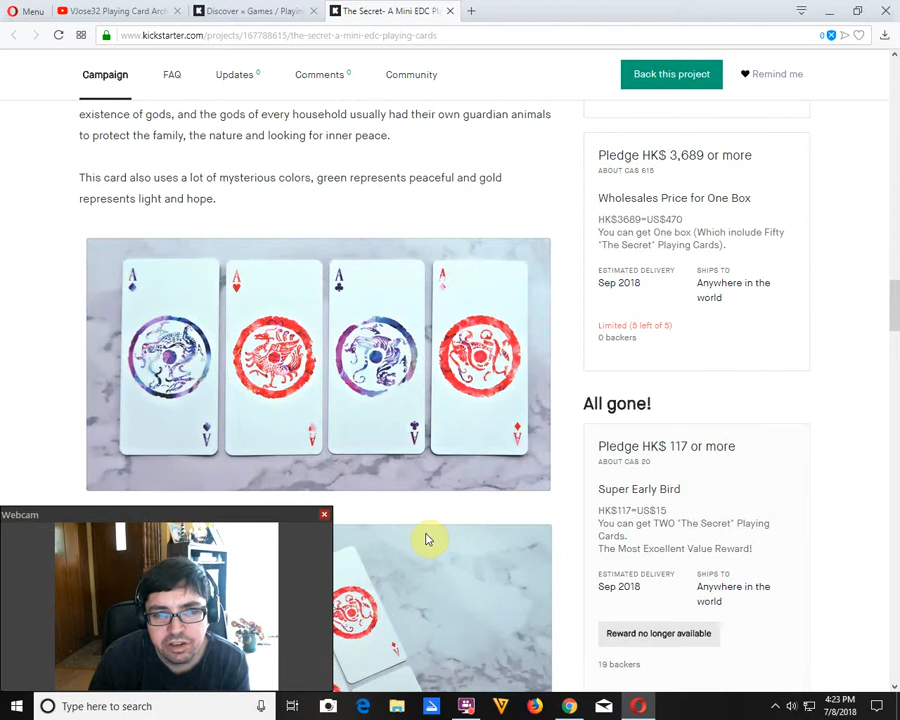 Menu
VJose32 Playing Card Arch
Discover » Games / Playin
The Secret- A Mini EDC Pl
www.kickstarter.com/projects/167788615/the-secret-a-mini-edc-playing-cards
0
Campaign
FAQ
Updates 0
Comments 0
Community
Back this project
Remind me
existence of gods, and the gods of every household usually had their own guardian animals
to protect the family, the nature and looking for inner peace.
This card also uses a lot of mysterious colors, green represents peaceful and gold
represents light and hope.
A
A
A
A
A
A
A
A
Pledge HK$ 3,689 or more
ABOUT CA$ 615
Wholesales Price for One Box
HK$3689=US$470
You can get One box (Which include Fifty
"The Secret" Playing Cards).
ESTIMATED DELIVERY
SHIPS TO
Sep 2018
Anywhere in the
world
Limited (5 left of 5)
0 backers
All gone!
Pledge HK$ 117 or more
ABOUT CA$ 20
Super Early Bird
HK$117=US$15
You can get TWO "The Secret" Playing
Cards.
The Most Excellent Value Reward!
ESTIMATED DELIVERY
SHIPS TO
Sep 2018
Anywhere in the
world
Reward no longer available
19 backers
Webcam
Type here to search
4:23 PM
7/8/2018